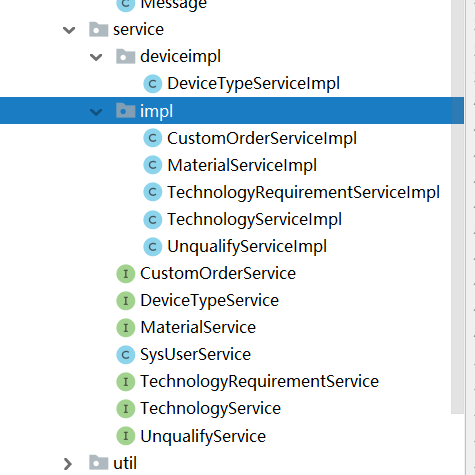 Message
service
deviceimpl
C DeviceTypeServiceImpl
impl
C CustomOrderServiceImpl
C MaterialServiceImpl
C TechnologyRequirementServiceImpl
C TechnologyServiceImpl
C UnqualifyServiceImpl
I CustomOrderService
I DeviceTypeService
I MaterialService
C SysUserService
I TechnologyRequirementService
I TechnologyService
I UnqualifyService
util